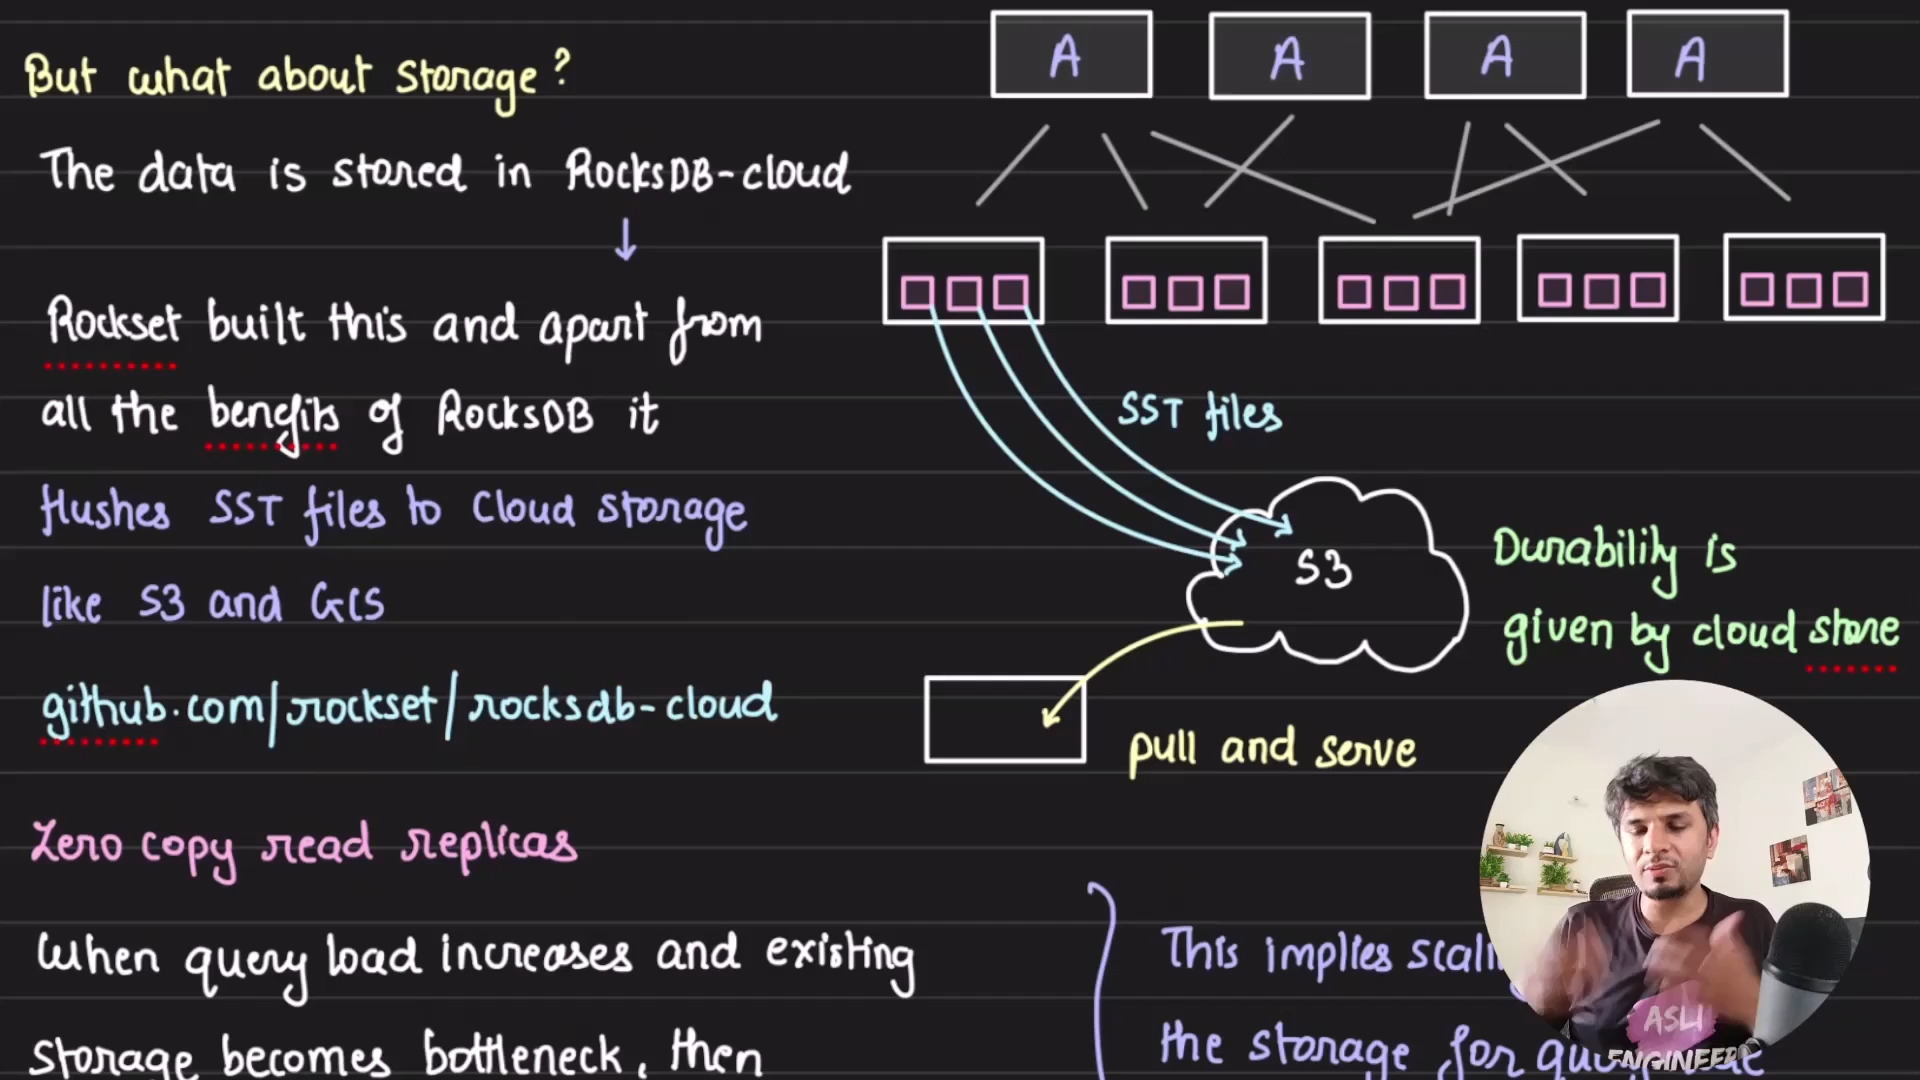 But what about storage?
The data is stored in RocksDB-cloud
Rockset built this and apart from
all the benefits of RocksDB it
flushes SST files to Cloud storage
like S3 and GCS
github.com/rockset/rocksdb-cloud
Zero copy read replicas
When query load increases and existing
storage becomes bottleneck, then
A A A A
SST files
S3
Durability is
given by cloud store
pull and serve
This implies
the storage for
ASLI
ENGINEER